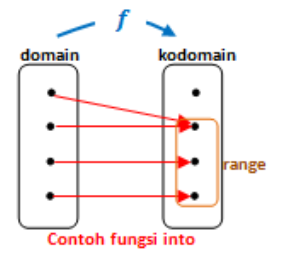 f
domain kodomain
range
Contoh fungsi into